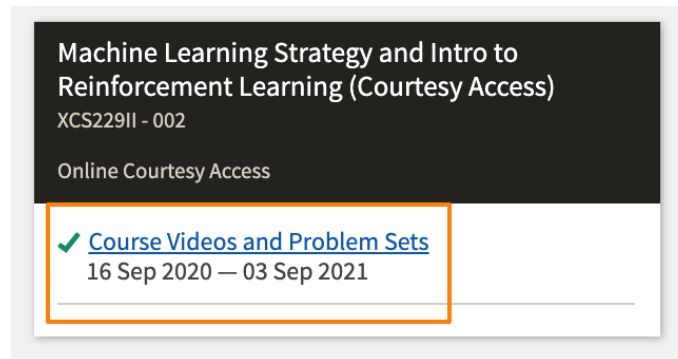 Machine Learning Strategy and Intro to
Reinforcement Learning (Courtesy Access)
XCS229II - 002
Online Courtesy Access
Course Videos and Problem Sets
16 Sep 2020 — 03 Sep 2021